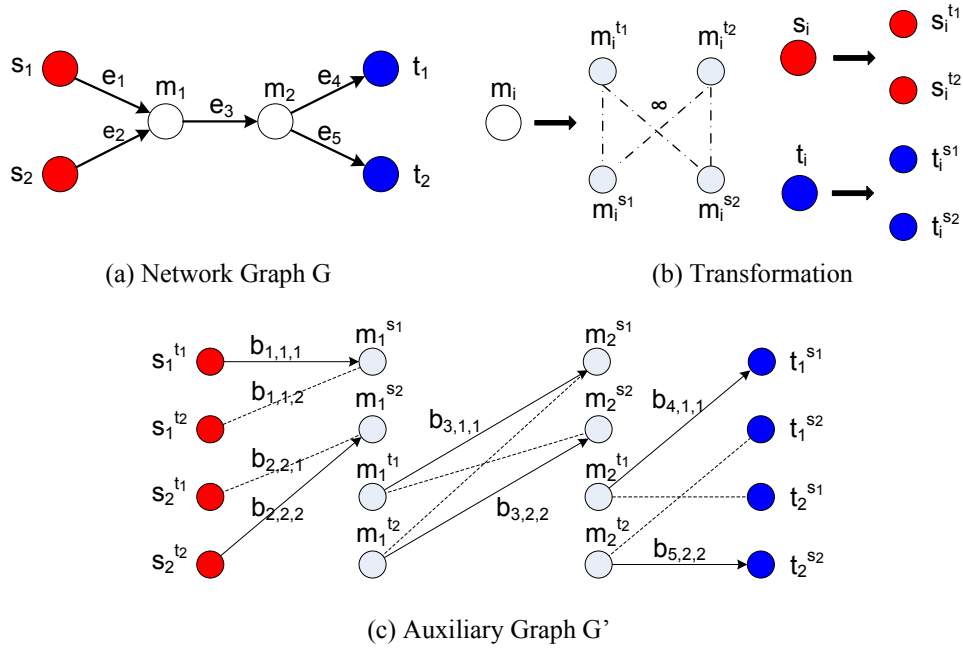 s1 e1 m1 e3 m2 e4 t1
s2 e2 e5 t2
(a) Network Graph G
mi mi^t1 mi^t2 ∞ mi^s1 mi^s2
si si^t1 si^t2
ti ti^s1 ti^s2
(b) Transformation
s1^t1 b1,1,1 m1^s1 m2^s1 t1^s1
s1^t2 b1,1,2 m1^s2 b3,1,1 m2^s2 b4,1,1 t1^s2
s2^t1 b2,2,1 m1^t1 m2^t1 t2^s1
s2^t2 b2,2,2 m1^t2 b3,2,2 m2^t2 b5,2,2 t2^s2
(c) Auxiliary Graph G’